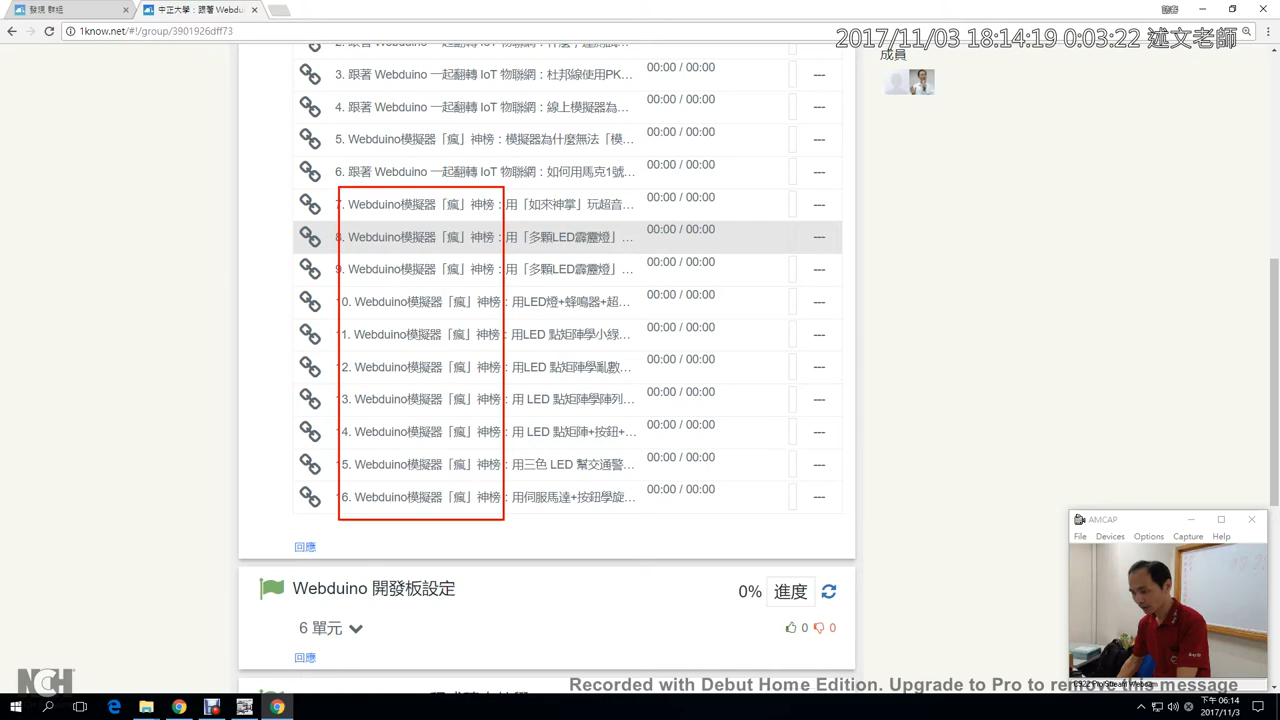 發現 群組
中正大學：跟著 Webdu
1know.net/#!/group/3901926dff73
2017/11/03 18:14:19 0:03:22 述文老師
成員
3. 跟著 Webduino 一起翻轉 IoT 物聯網：杜邦線使用PK... 00:00 / 00:00 ---
4. 跟著 Webduino 一起翻轉 IoT 物聯網：線上模擬器為... 00:00 / 00:00 ---
5. Webduino模擬器「瘋」神榜：模擬器為什麼無法「模... 00:00 / 00:00 ---
6. 跟著 Webduino 一起翻轉 IoT 物聯網：如何用馬克1號... 00:00 / 00:00 ---
7. Webduino模擬器「瘋」神榜：用「如來神掌」玩超音... 00:00 / 00:00 ---
8. Webduino模擬器「瘋」神榜：用「多顆LED霹靂燈」... 00:00 / 00:00 ---
9. Webduino模擬器「瘋」神榜：用「多顆LED霹靂燈」... 00:00 / 00:00 ---
10. Webduino模擬器「瘋」神榜：用LED燈+蜂鳴器+超... 00:00 / 00:00 ---
11. Webduino模擬器「瘋」神榜：用LED 點矩陣學小綠... 00:00 / 00:00 ---
12. Webduino模擬器「瘋」神榜：用LED 點矩陣學亂數... 00:00 / 00:00 ---
13. Webduino模擬器「瘋」神榜：用 LED 點矩陣學陣列... 00:00 / 00:00 ---
14. Webduino模擬器「瘋」神榜：用 LED 點矩陣+按鈕+... 00:00 / 00:00 ---
15. Webduino模擬器「瘋」神榜：用三色 LED 幫交通警... 00:00 / 00:00 ---
16. Webduino模擬器「瘋」神榜：用伺服馬達+按鈕學旋... 00:00 / 00:00 ---
回應
Webduino 開發板設定 0% 進度
6 單元 0 0
回應
AMCAP
File Devices Options Capture Help
NCH
Recorded with Debut Home Edition. Upgrade to Pro to remove this message
下午 06:14
2017/11/3